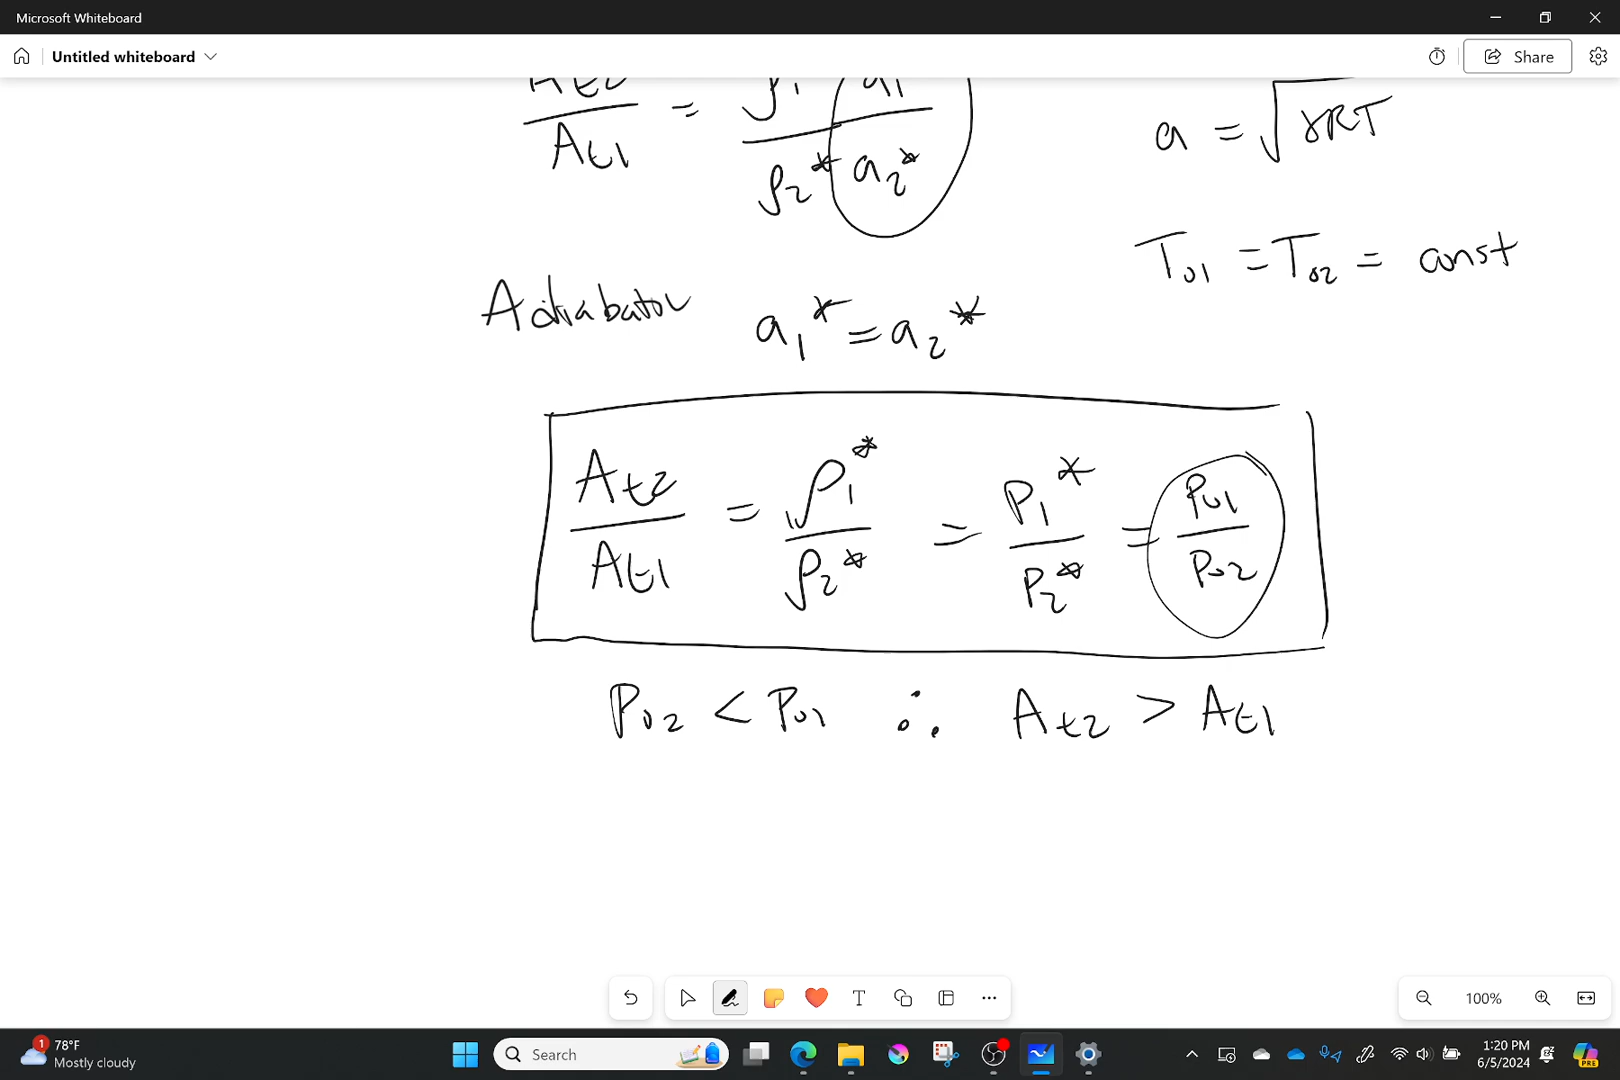 Microsoft Whiteboard
Untitled whiteboard
Share
At2 / At1 = ρ1 a1 / ρ2* a2*
a = √γRT
T01 = T02 = const
Adiabatic a1* = a2*
At2 / At1 = ρ1* / ρ2* = P1* / P2* = P01 / P02
P02 < P01 ∴ At2 > At1
100%
1
78°F
Mostly cloudy
Search
1:20 PM
6/5/2024
PRE